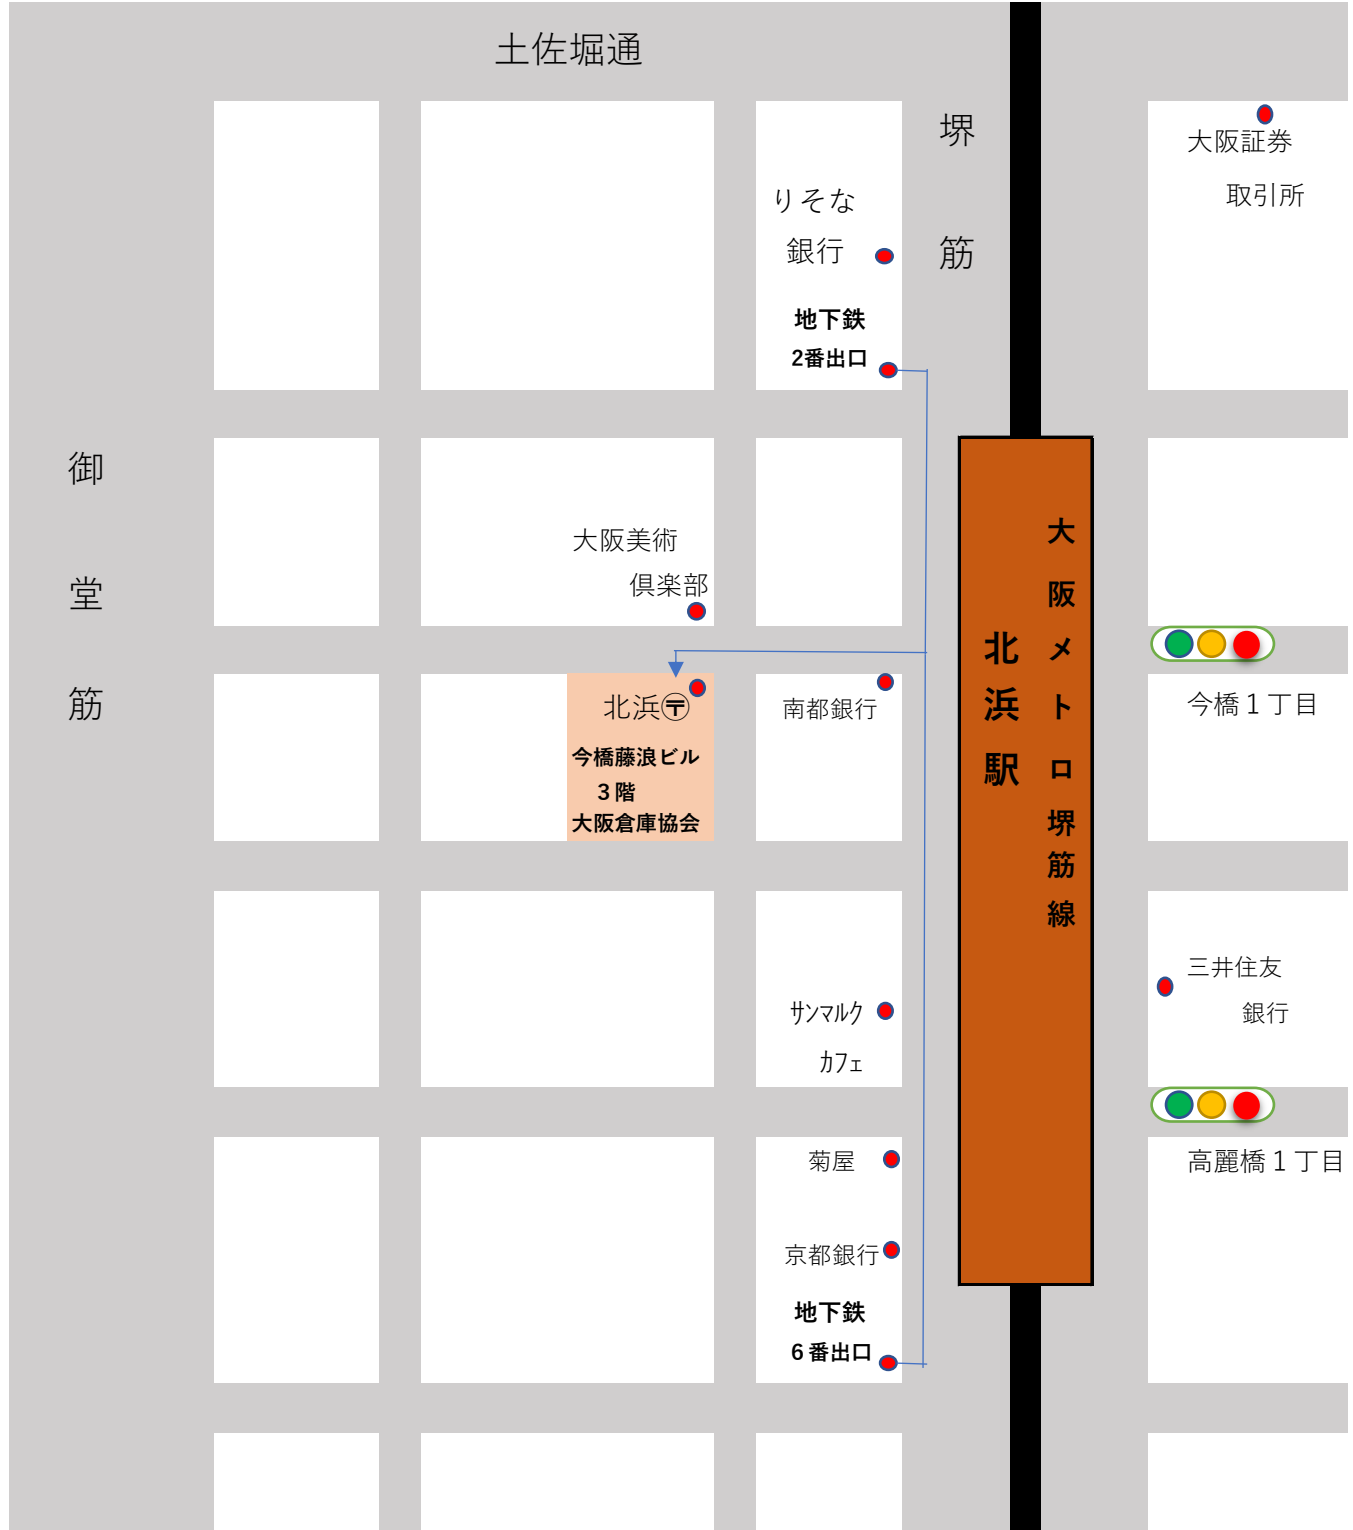 土佐堀通
堺筋
大阪証券
取引所
りそな
銀行
地下鉄
2番出口
御堂筋
大阪美術
倶楽部
大阪メトロ堺筋線
北浜駅
北浜〶
今橋藤浪ビル
３階
大阪倉庫協会
南都銀行
今橋１丁目
三井住友
銀行
サンマルク
カフェ
菊屋
高麗橋１丁目
京都銀行
地下鉄
６番出口